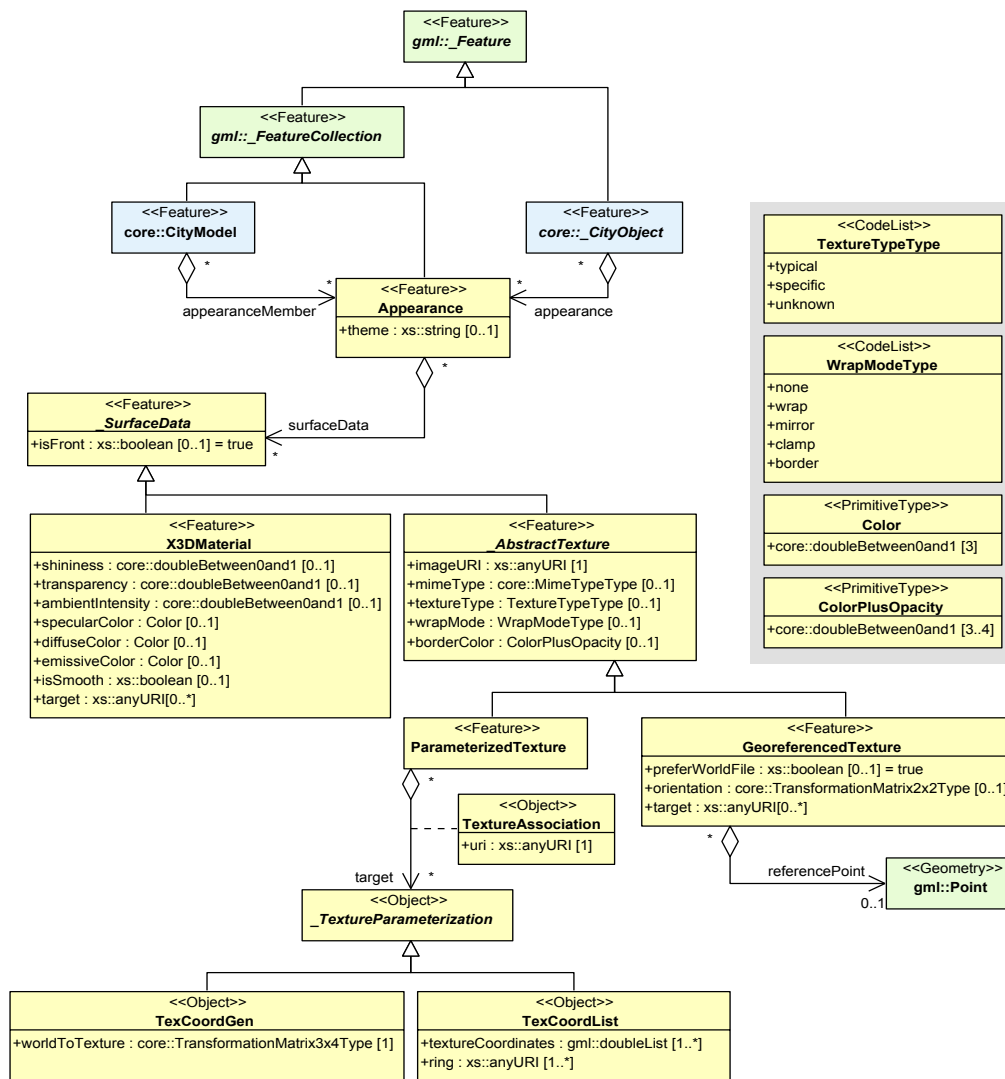 <<Feature>>
gml::_Feature
<<Feature>>
gml::_FeatureCollection
<<Feature>>
core::CityModel
<<Feature>>
core::_CityObject
*
*
appearanceMember
*
*
appearance
<<Feature>>
Appearance
+theme : xs::string [0..1]
*
surfaceData
*
<<Feature>>
_SurfaceData
+isFront : xs::boolean [0..1] = true
<<Feature>>
X3DMaterial
+shininess : core::doubleBetween0and1 [0..1]
+transparency : core::doubleBetween0and1 [0..1]
+ambientIntensity : core::doubleBetween0and1 [0..1]
+specularColor : Color [0..1]
+diffuseColor : Color [0..1]
+emissiveColor : Color [0..1]
+isSmooth : xs::boolean [0..1]
+target : xs::anyURI[0..*]
<<Feature>>
_AbstractTexture
+imageURI : xs::anyURI [1]
+mimeType : core::MimeTypeType [0..1]
+textureType : TextureTypeType [0..1]
+wrapMode : WrapModeType [0..1]
+borderColor : ColorPlusOpacity [0..1]
<<CodeList>>
TextureTypeType
+typical
+specific
+unknown
<<CodeList>>
WrapModeType
+none
+wrap
+mirror
+clamp
+border
<<PrimitiveType>>
Color
+core::doubleBetween0and1 [3]
<<PrimitiveType>>
ColorPlusOpacity
+core::doubleBetween0and1 [3..4]
<<Feature>>
ParameterizedTexture
*
<<Feature>>
GeoreferencedTexture
+preferWorldFile : xs::boolean [0..1] = true
+orientation : core::TransformationMatrix2x2Type [0..1]
+target : xs::anyURI[0..*]
*
<<Object>>
TextureAssociation
+uri : xs::anyURI [1]
referencePoint
0..1
<<Geometry>>
gml::Point
target
*
<<Object>>
_TextureParameterization
<<Object>>
TexCoordGen
+worldToTexture : core::TransformationMatrix3x4Type [1]
<<Object>>
TexCoordList
+textureCoordinates : gml::doubleList [1..*]
+ring : xs::anyURI [1..*]